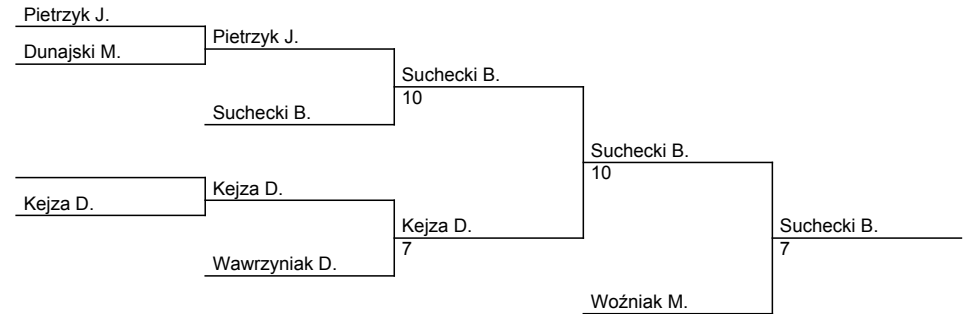 Pietrzyk J.
Dunajski M.
Pietrzyk J.
Suchecki B.
Suchecki B.
10
Kejza D.
Kejza D.
Wawrzyniak D.
Kejza D.
7
Suchecki B.
10
Woźniak M.
Suchecki B.
7